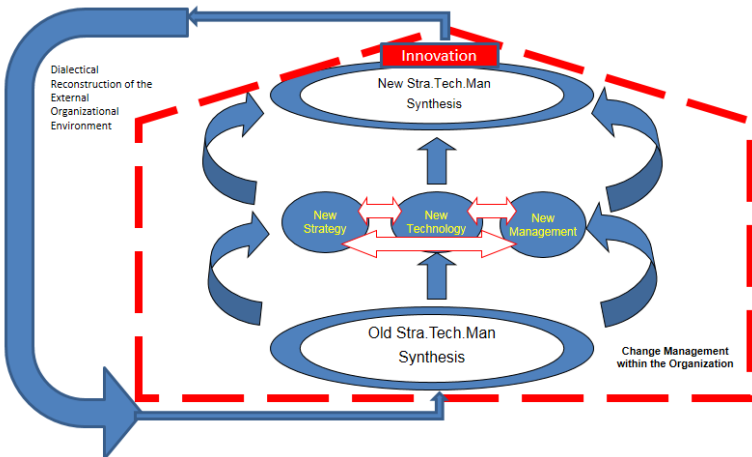 Innovation
Dialectical
Reconstruction of the
External
Organizational
Environment
New Stra.Tech.Man
Synthesis
New
Strategy
New
Technology
New
Management
Old Stra.Tech.Man
Synthesis
Change Management
within the Organization